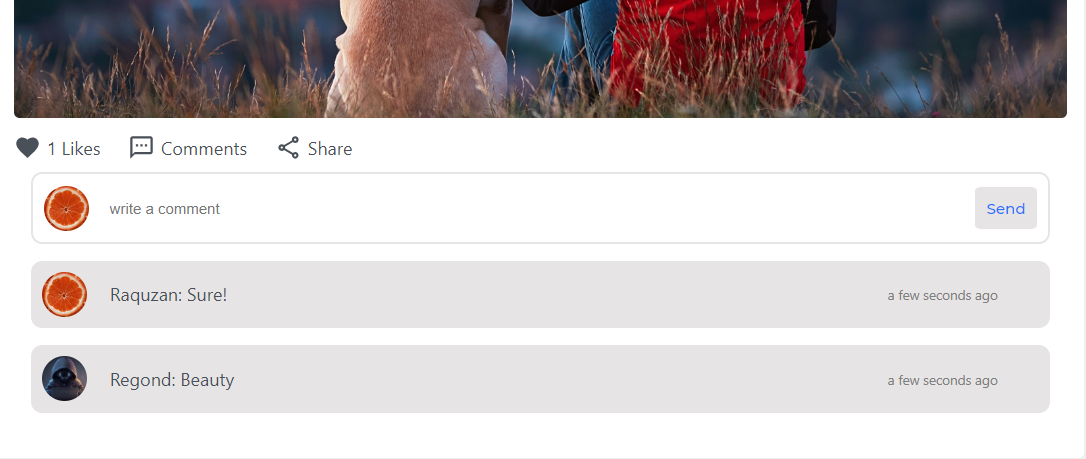 1 Likes Comments Share
write a comment Send
Raquzan: Sure! a few seconds ago
Regond: Beauty a few seconds ago